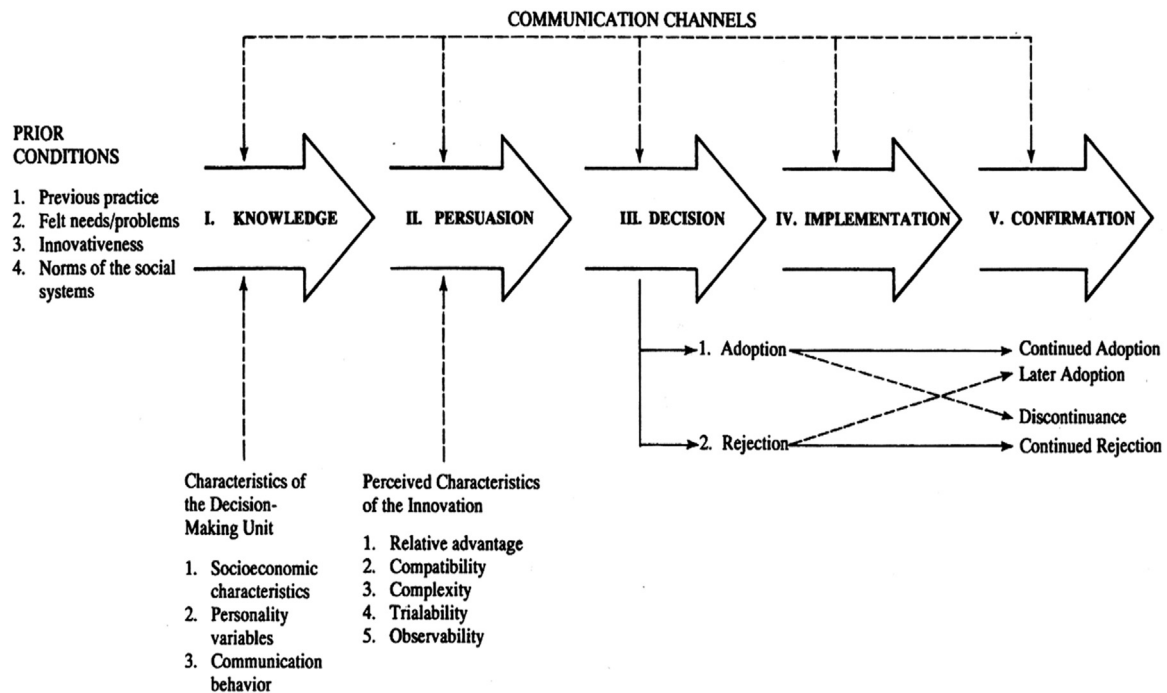 COMMUNICATION CHANNELS
PRIOR
CONDITIONS
1. Previous practice
2. Felt needs/problems
3. Innovativeness
4. Norms of the social
systems
I. KNOWLEDGE
II. PERSUASION
III. DECISION
IV. IMPLEMENTATION
V. CONFIRMATION
1. Adoption
2. Rejection
Continued Adoption
Later Adoption
Discontinuance
Continued Rejection
Characteristics of
the Decision-
Making Unit
1. Socioeconomic
characteristics
2. Personality
variables
3. Communication
behavior
Perceived Characteristics
of the Innovation
1. Relative advantage
2. Compatibility
3. Complexity
4. Trialability
5. Observability